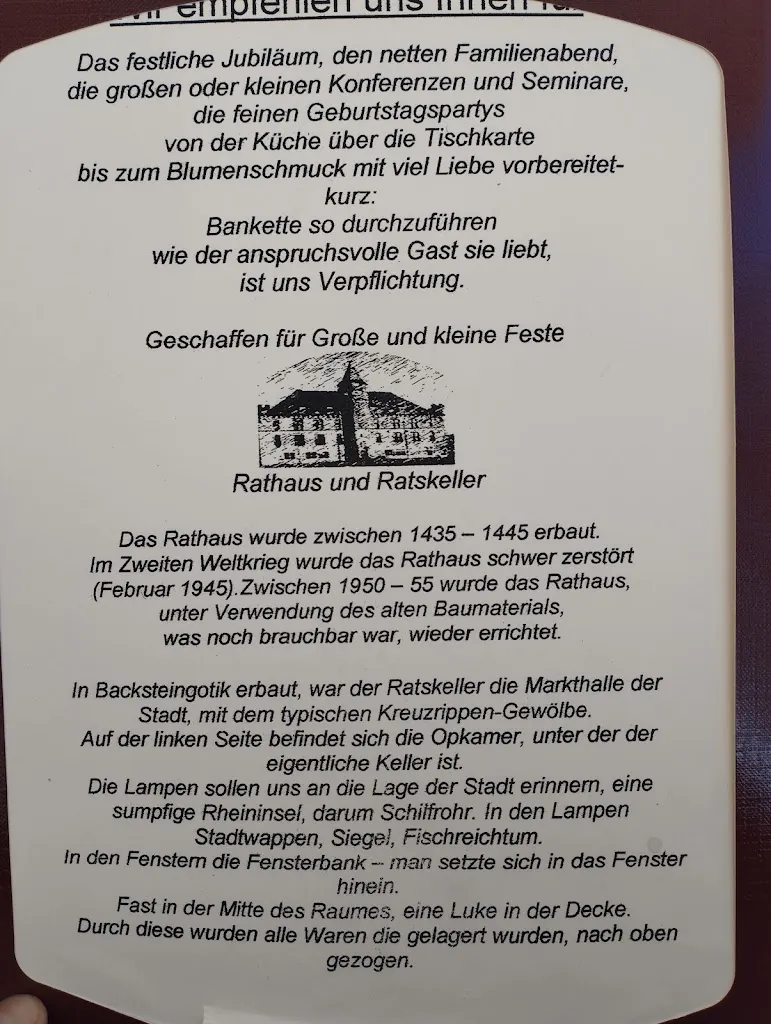 Wir empfehlen uns Ihnen für:
Das festliche Jubiläum, den netten Familienabend,
die großen oder kleinen Konferenzen und Seminare,
die feinen Geburtstagspartys
von der Küche über die Tischkarte
bis zum Blumenschmuck mit viel Liebe vorbereitet-
kurz:
Bankette so durchzuführen
wie der anspruchsvolle Gast sie liebt,
ist uns Verpflichtung.
Geschaffen für Große und kleine Feste
Rathaus und Ratskeller
Das Rathaus wurde zwischen 1435 – 1445 erbaut.
Im Zweiten Weltkrieg wurde das Rathaus schwer zerstört
(Februar 1945).Zwischen 1950 – 55 wurde das Rathaus,
unter Verwendung des alten Baumaterials,
was noch brauchbar war, wieder errichtet.
In Backsteingotik erbaut, war der Ratskeller die Markthalle der
Stadt, mit dem typischen Kreuzrippen-Gewölbe.
Auf der linken Seite befindet sich die Opkamer, unter der der
eigentliche Keller ist.
Die Lampen sollen uns an die Lage der Stadt erinnern, eine
sumpfige Rheininsel, darum Schilfrohr. In den Lampen
Stadtwappen, Siegel, Fischreichtum.
In den Fenstern die Fensterbank – man setzte sich in das Fenster
hinein.
Fast in der Mitte des Raumes, eine Luke in der Decke.
Durch diese wurden alle Waren die gelagert wurden, nach oben
gezogen.